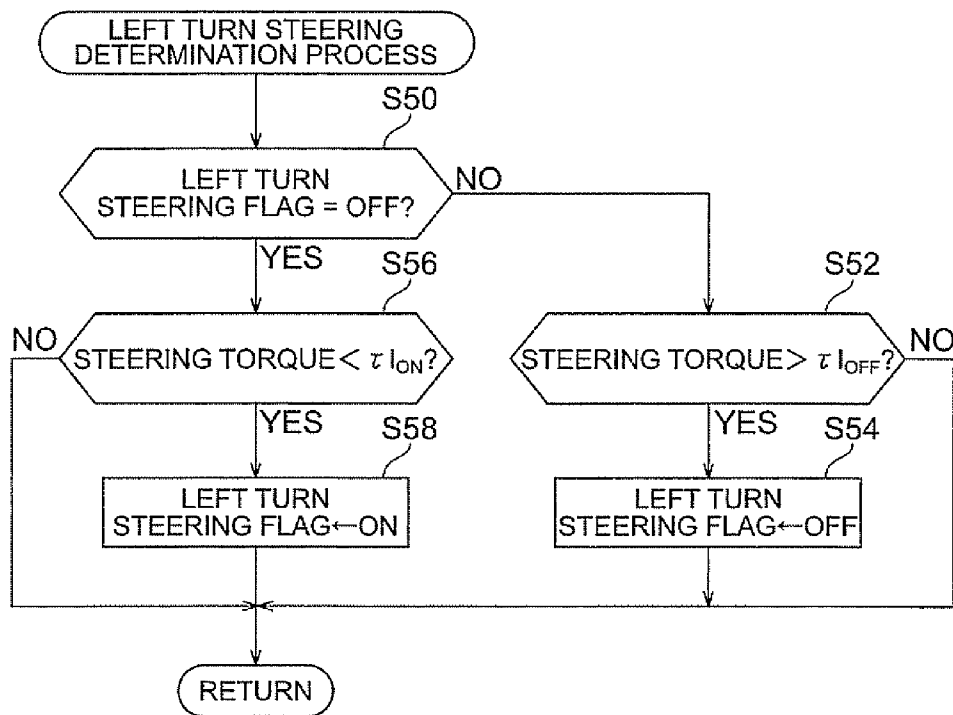 LEFT TURN STEERING
DETERMINATION PROCESS
S50
LEFT TURN
STEERING FLAG = OFF?
NO
YES
S56
S52
NO
STEERING TORQUE < τ l_ON?
STEERING TORQUE > τ l_OFF?
NO
YES
YES
S58
S54
LEFT TURN
STEERING FLAG←ON
LEFT TURN
STEERING FLAG←OFF
RETURN